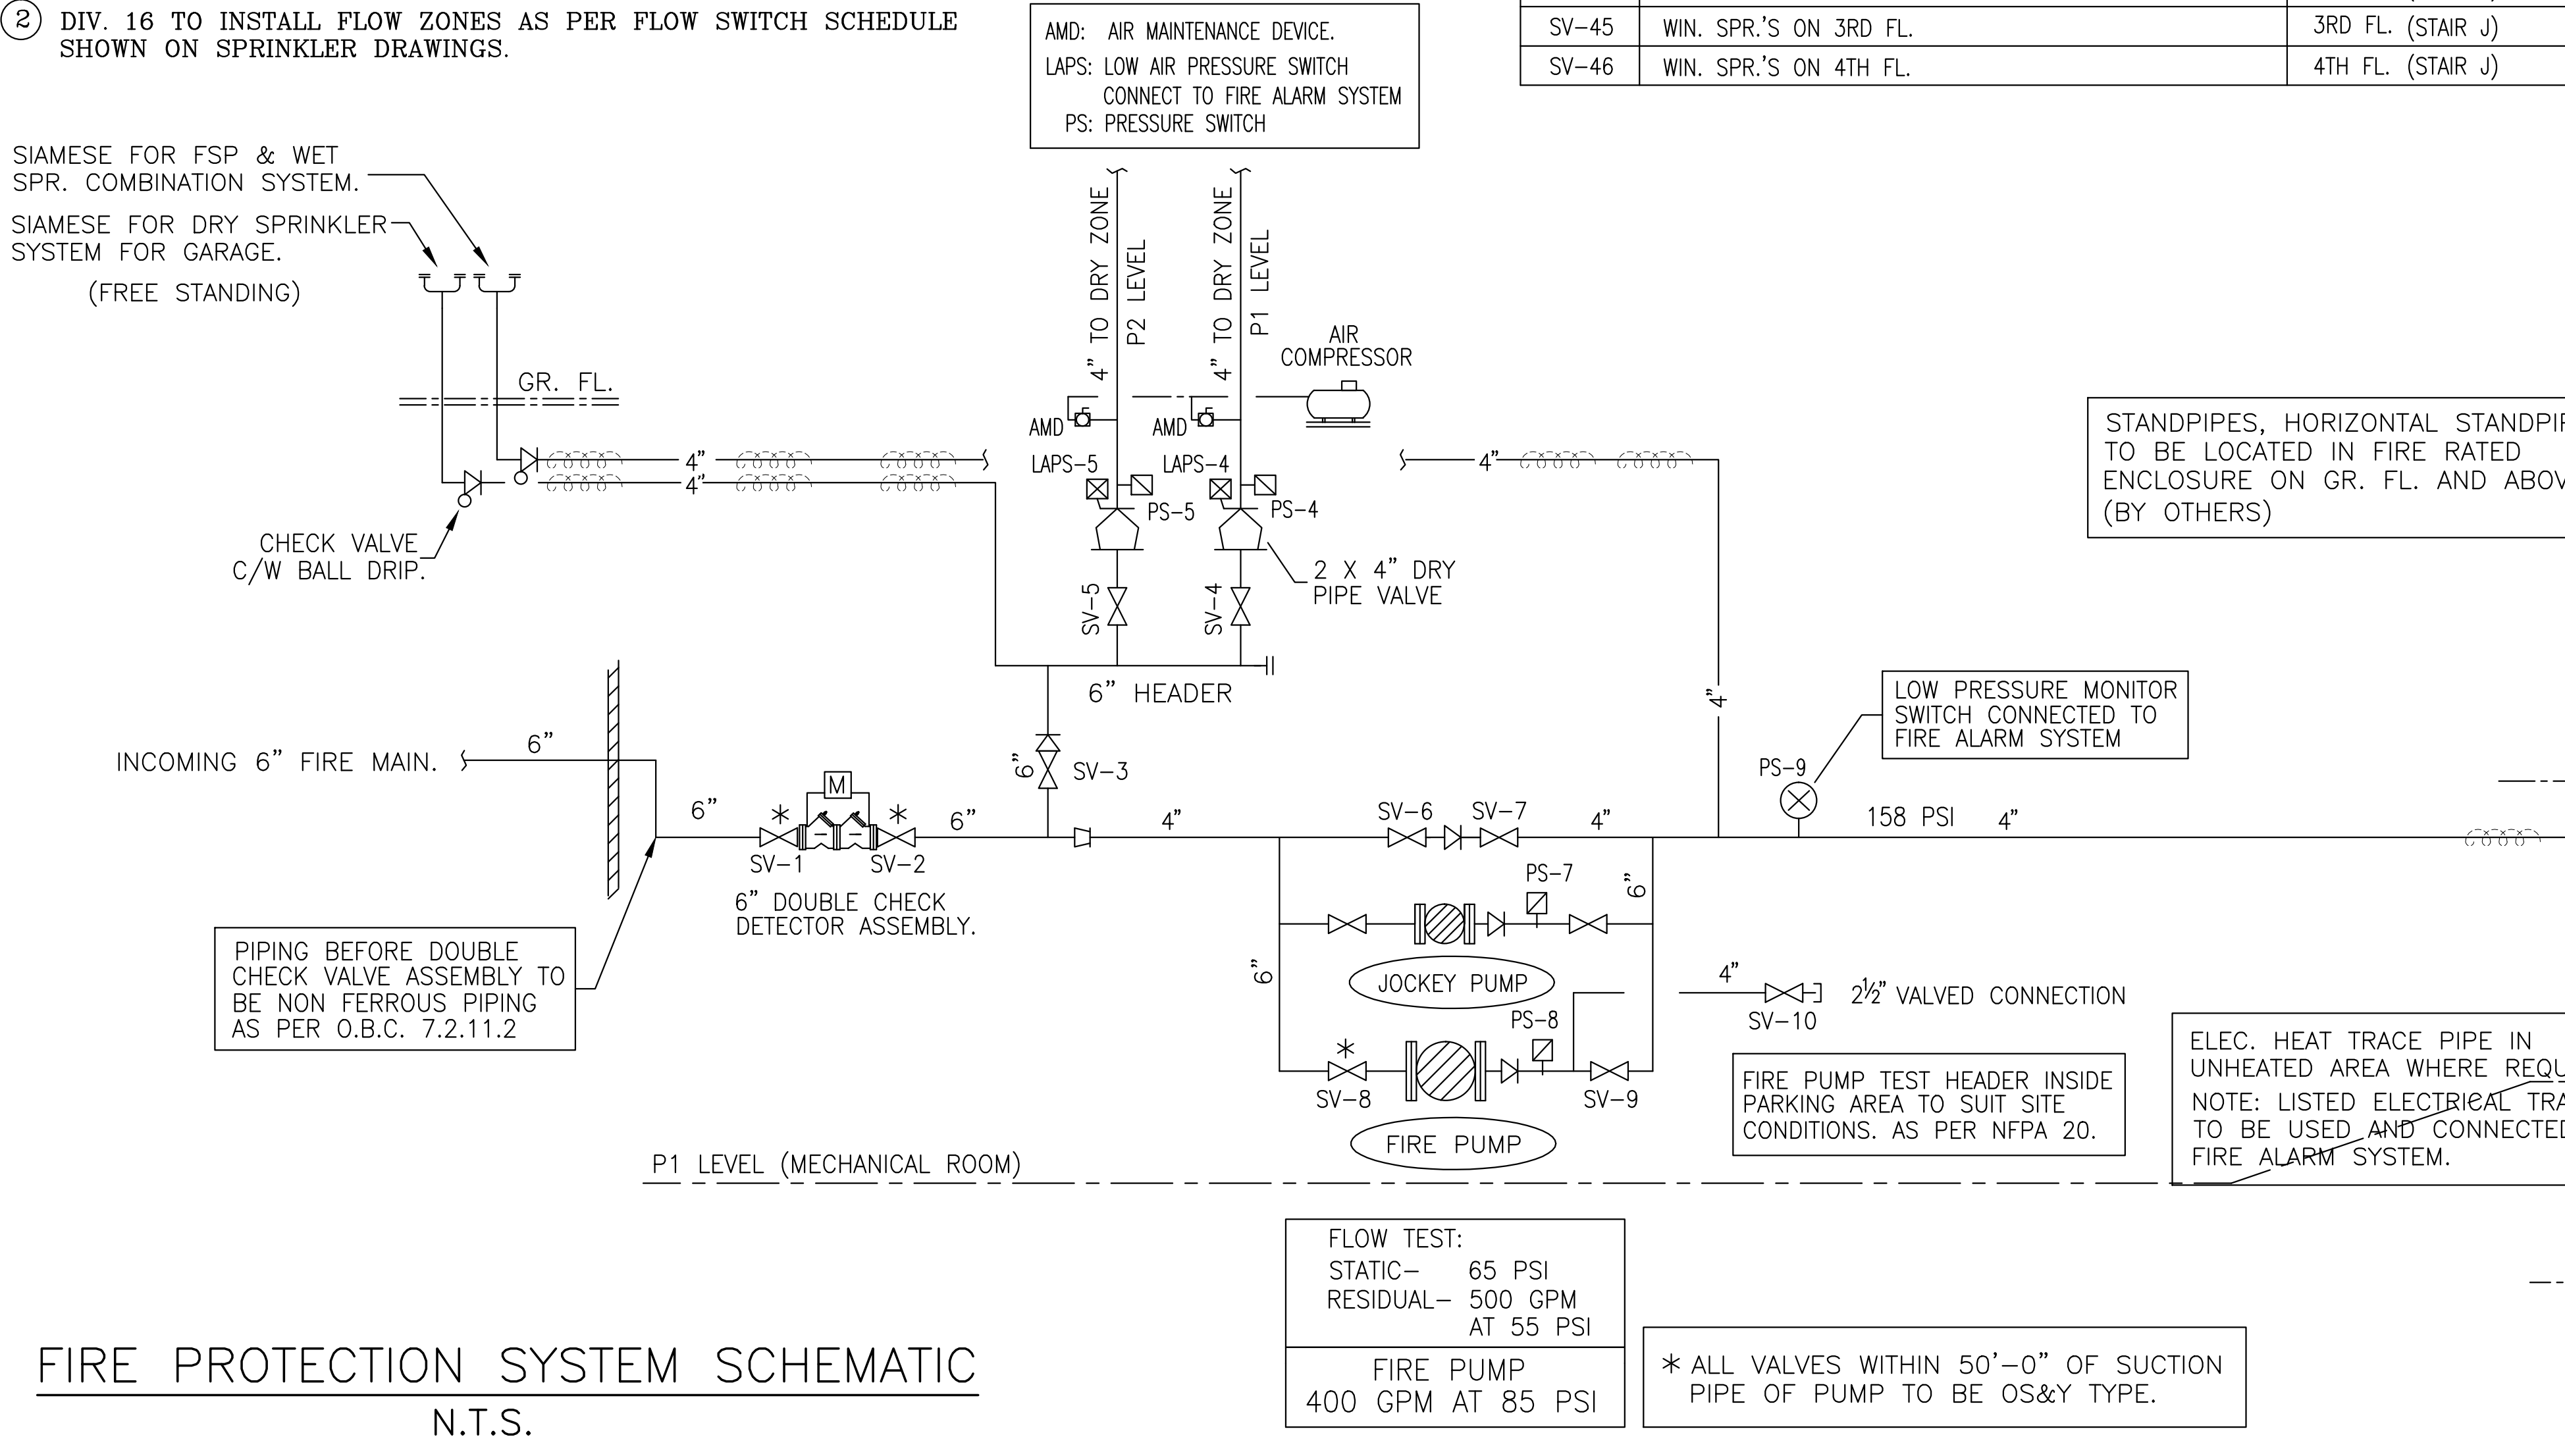 2 DIV. 16 TO INSTALL FLOW ZONES AS PER FLOW SWITCH SCHEDULE
SHOWN ON SPRINKLER DRAWINGS.
AMD: AIR MAINTENANCE DEVICE.
LAPS: LOW AIR PRESSURE SWITCH
CONNECT TO FIRE ALARM SYSTEM
PS: PRESSURE SWITCH
SV-45 WIN. SPR.'S ON 3RD FL. 3RD FL. (STAIR J)
SV-46 WIN. SPR.'S ON 4TH FL. 4TH FL. (STAIR J)
SIAMESE FOR FSP & WET
SPR. COMBINATION SYSTEM.
SIAMESE FOR DRY SPRINKLER
SYSTEM FOR GARAGE.
(FREE STANDING)
GR. FL.
4" TO DRY ZONE
P2 LEVEL
4" TO DRY ZONE
P1 LEVEL
AIR
COMPRESSOR
AMD
AMD
LAPS-5
LAPS-4
PS-5
PS-4
4"
4"
4"
CHECK VALVE
C/W BALL DRIP.
SV-5
SV-4
2 X 4" DRY
PIPE VALVE
STANDPIPES, HORIZONTAL
TO BE LOCATED IN FIRE RATED
ENCLOSURE ON GR. FL. AND
(BY OTHERS)
6" HEADER
4"
LOW PRESSURE MONITOR
SWITCH CONNECTED TO
FIRE ALARM SYSTEM
INCOMING 6" FIRE MAIN.
6"
6"
SV-3
PS-9
6"
M
*
*
SV-1
SV-2
6"
4"
SV-6
SV-7
4"
158 PSI
4"
6" DOUBLE CHECK
DETECTOR ASSEMBLY.
PS-7
6"
PIPING BEFORE DOUBLE
CHECK VALVE ASSEMBLY TO
BE NON FERROUS PIPING
AS PER O.B.C. 7.2.11.2
6"
JOCKEY PUMP
4"
2½" VALVED CONNECTION
SV-10
PS-8
*
SV-8
SV-9
FIRE PUMP
FIRE PUMP TEST HEADER INSIDE
PARKING AREA TO SUIT SITE
CONDITIONS. AS PER NFPA 20.
ELEC. HEAT TRACE PIPE IN
UNHEATED AREA WHERE
NOTE: LISTED ELECTRICAL
TO BE USED AND CONNECTED
FIRE ALARM SYSTEM.
P1 LEVEL (MECHANICAL ROOM)
FLOW TEST:
STATIC- 65 PSI
RESIDUAL- 500 GPM
AT 55 PSI
FIRE PUMP
400 GPM AT 85 PSI
* ALL VALVES WITHIN 50'-0" OF SUCTION
PIPE OF PUMP TO BE OS&Y TYPE.
FIRE PROTECTION SYSTEM SCHEMATIC
N.T.S.